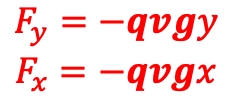 F_y = −qvgy
F_x = −qvgx